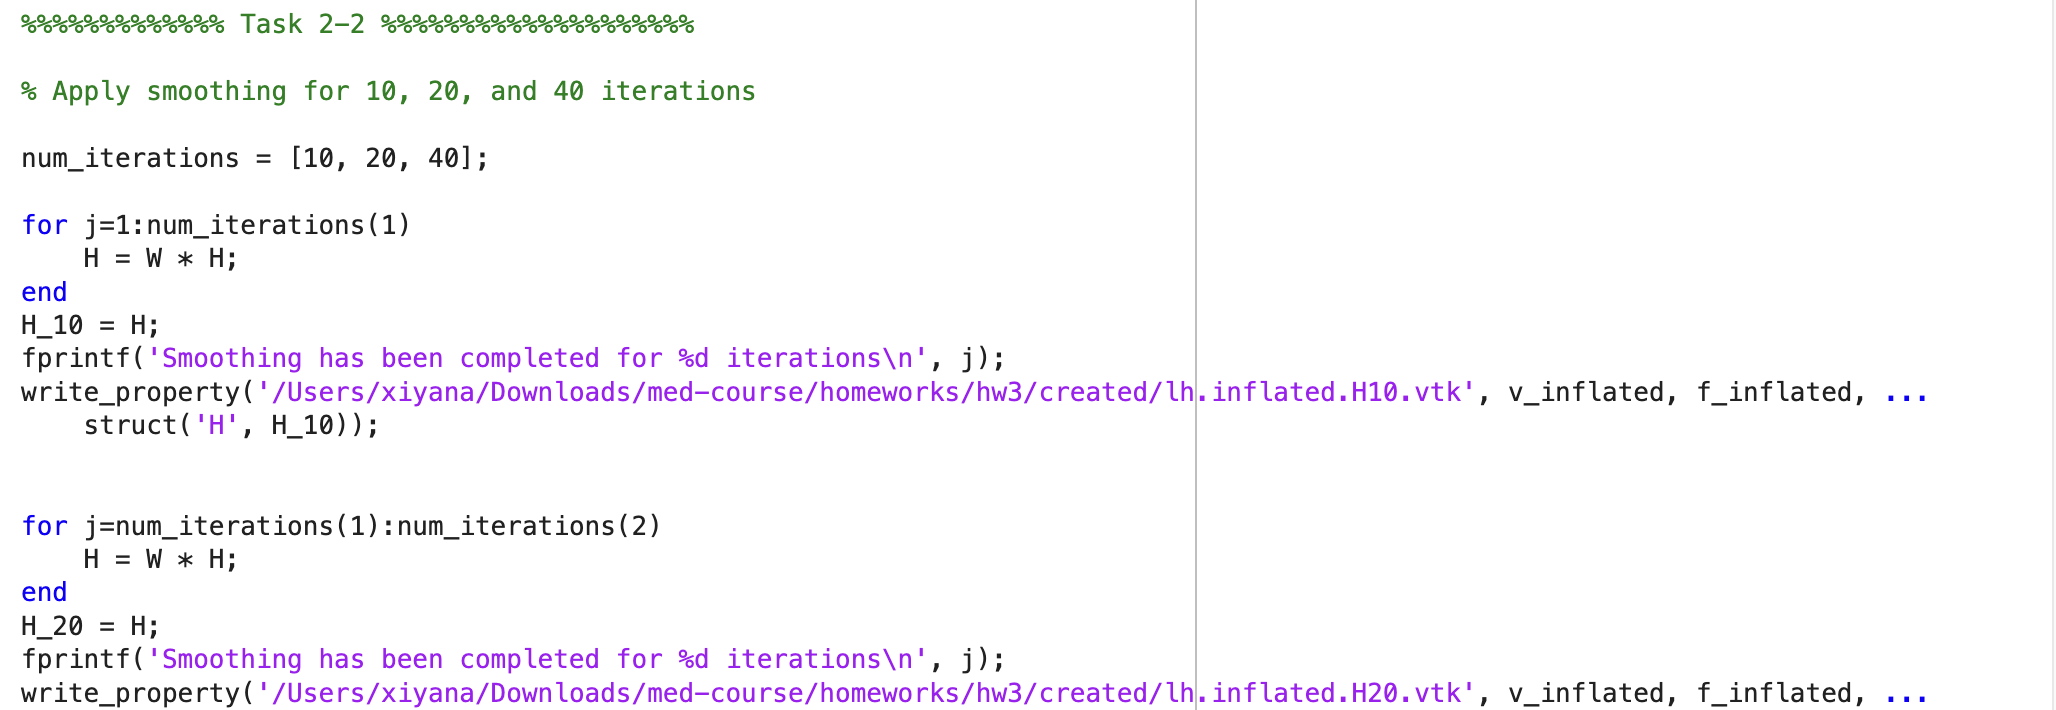 %%%%%%%%%%%%% Task 2-2 %%%%%%%%%%%%%%%%%%%%
% Apply smoothing for 10, 20, and 40 iterations
num_iterations = [10, 20, 40];
for j=1:num_iterations(1)
    H = W * H;
end
H_10 = H;
fprintf('Smoothing has been completed for %d iterations\n', j);
write_property('/Users/xiyana/Downloads/med-course/homeworks/hw3/created/lh.inflated.H10.vtk', v_inflated, f_inflated, ...
    struct('H', H_10));
for j=num_iterations(1):num_iterations(2)
    H = W * H;
end
H_20 = H;
fprintf('Smoothing has been completed for %d iterations\n', j);
write_property('/Users/xiyana/Downloads/med-course/homeworks/hw3/created/lh.inflated.H20.vtk', v_inflated, f_inflated, ...